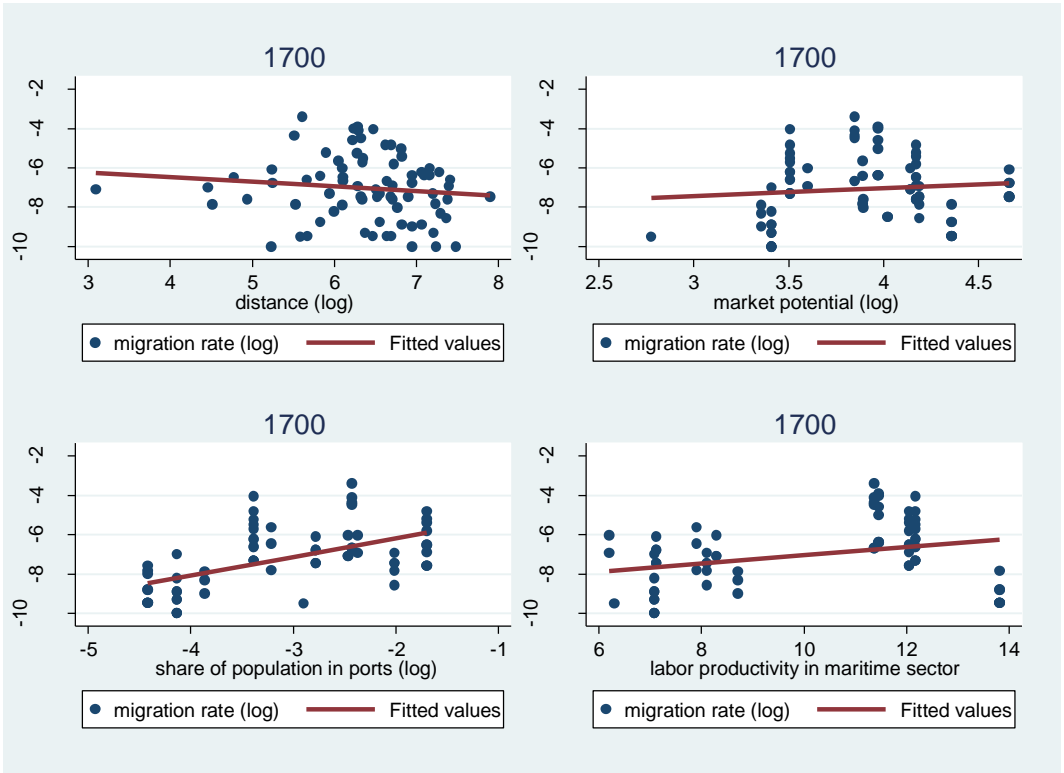 1700
-2
-4
-6
-8
-10
3 4 5 6 7 8
distance (log)
migration rate (log) Fitted values
1700
-2
-4
-6
-8
-10
2.5 3 3.5 4 4.5
market potential (log)
migration rate (log) Fitted values
1700
-2
-4
-6
-8
-10
-5 -4 -3 -2 -1
share of population in ports (log)
migration rate (log) Fitted values
1700
-2
-4
-6
-8
-10
6 8 10 12 14
labor productivity in maritime sector
migration rate (log) Fitted values